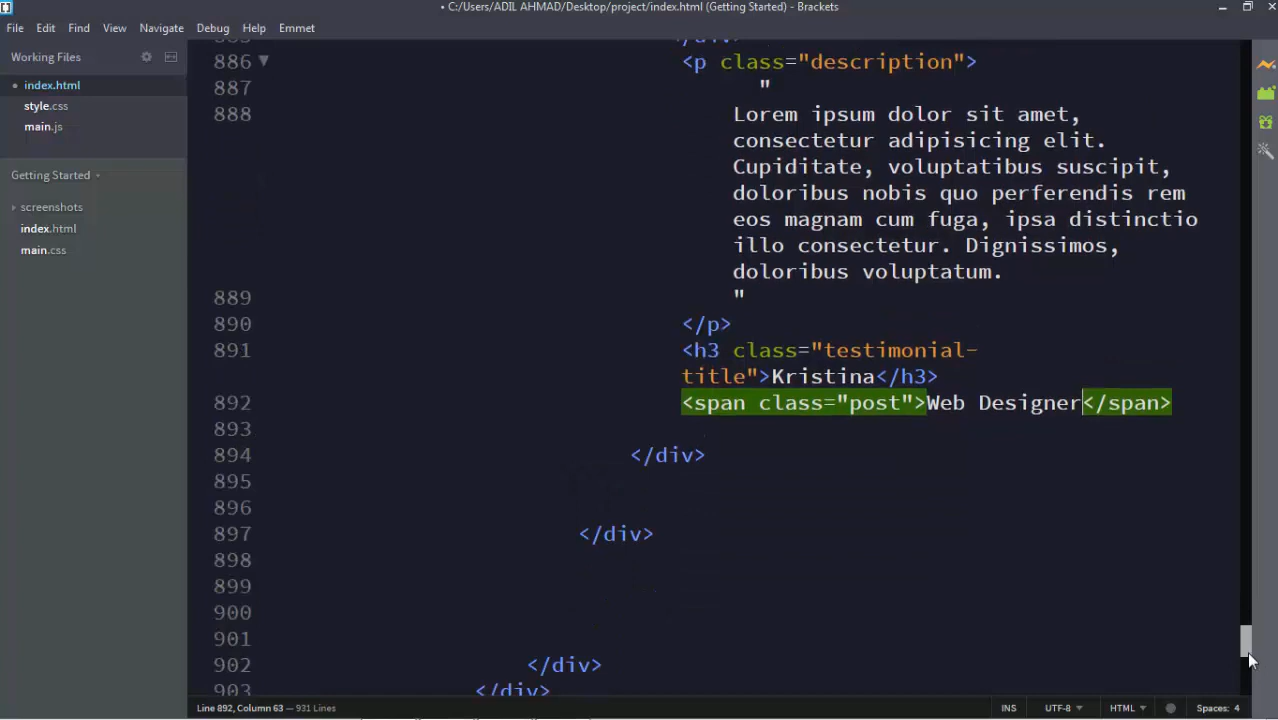 • C:/Users/ADIL AHMAD/Desktop/project/index.html (Getting Started) - Brackets
File Edit Find View Navigate Debug Help Emmet
Working Files
index.html
style.css
main.js
Getting Started
screenshots
index.html
main.css
886 <p class="description">
887 "
888 Lorem ipsum dolor sit amet,
consectetur adipisicing elit.
Cupiditate, voluptatibus suscipit,
doloribus nobis quo perferendis rem
eos magnam cum fuga, ipsa distinctio
illo consectetur. Dignissimos,
doloribus voluptatum.
889 "
890 </p>
891 <h3 class="testimonial-
title">Kristina</h3>
892 <span class="post">Web Designer</span>
893
894 </div>
895
896
897 </div>
898
899
900
901
902 </div>
903 </div>
Line 892, Column 63 — 931 Lines
INS UTF-8 HTML Spaces: 4